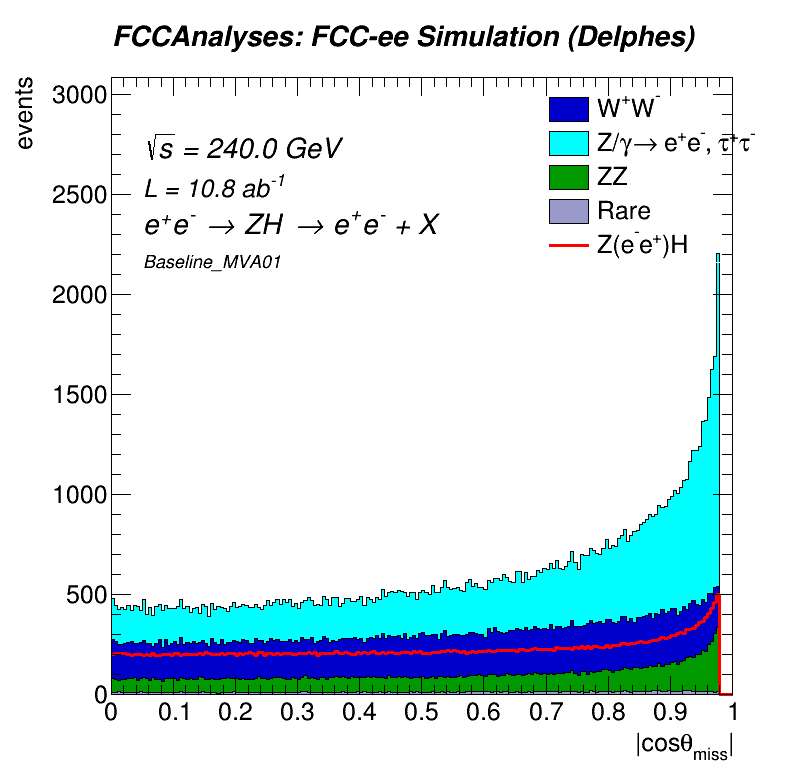 FCCAnalyses: FCC-ee Simulation (Delphes)
events
3000
2500
2000
1500
1000
500
0
√s = 240.0 GeV
L = 10.8 ab⁻¹
e⁺e⁻ → ZH → e⁺e⁻ + X
Baseline_MVA01
W⁺W⁻
Z/γ→ e⁺e⁻, τ⁺τ⁻
ZZ
Rare
Z(e⁻e⁺)H
0 0.1 0.2 0.3 0.4 0.5 0.6 0.7 0.8 0.9 1
|cosθ_miss|